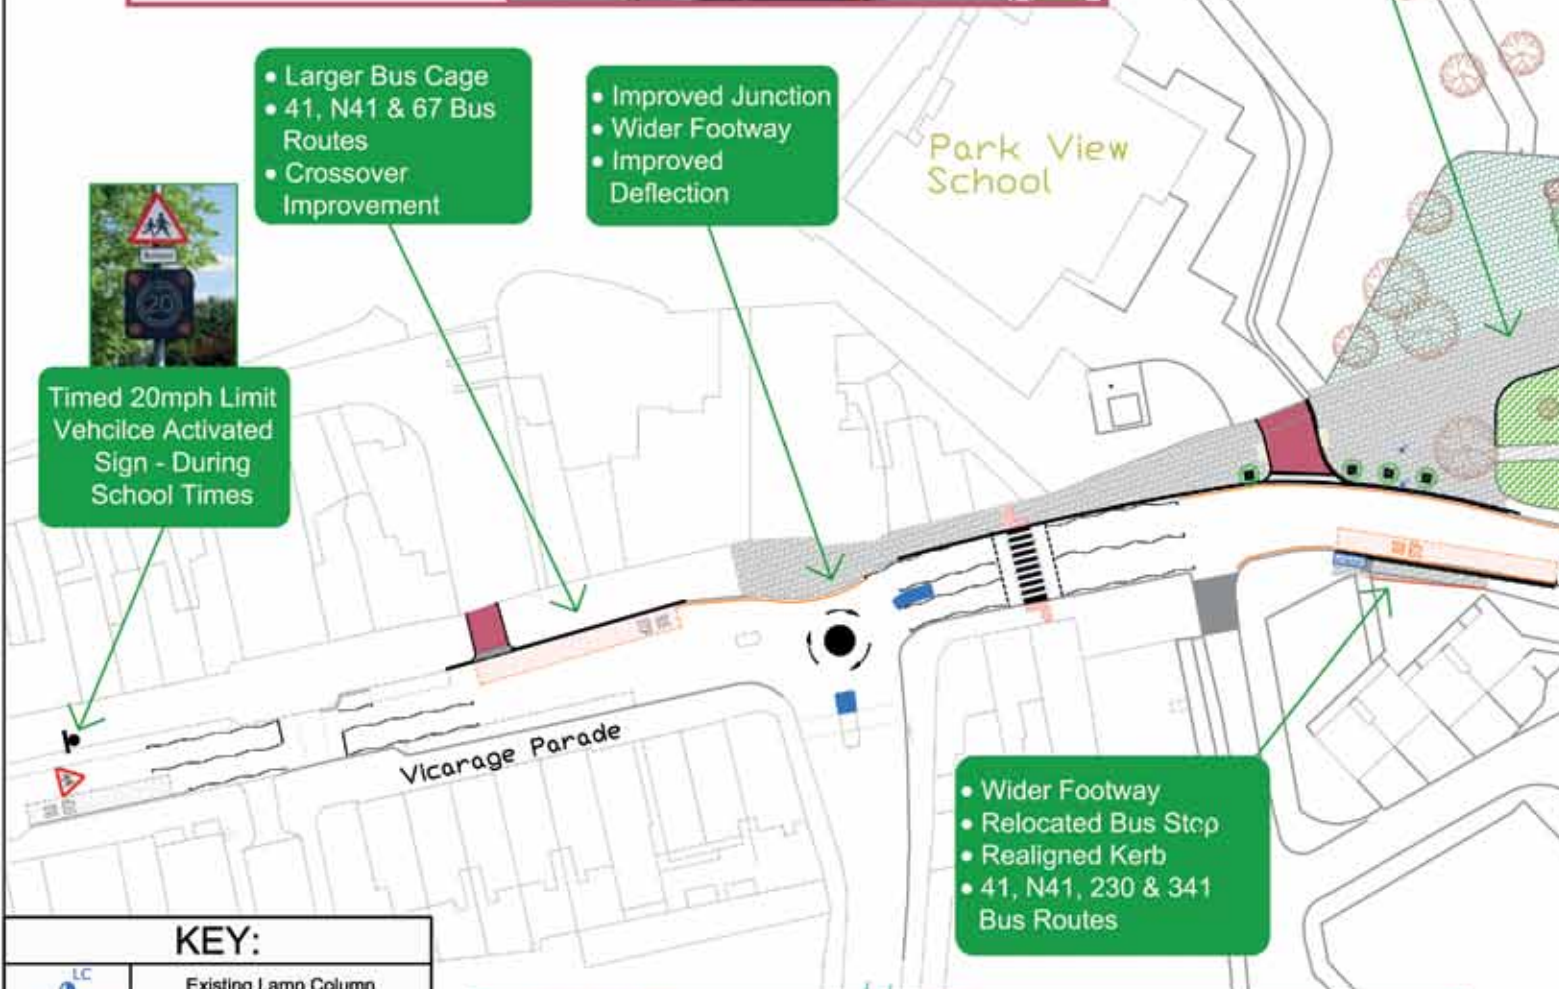 • Larger Bus Cage
• 41, N41 & 67 Bus
Routes
• Crossover
Improvement
• Improved Junction
• Wider Footway
• Improved
Deflection
Park View
School
20
Timed 20mph Limit
Vehcilce Activated
Sign - During
School Times
Vicarage Parade
• Wider Footway
• Relocated Bus Stop
• Realigned Kerb
• 41, N41, 230 & 341
Bus Routes
KEY:
LC
Existing Lamp Column